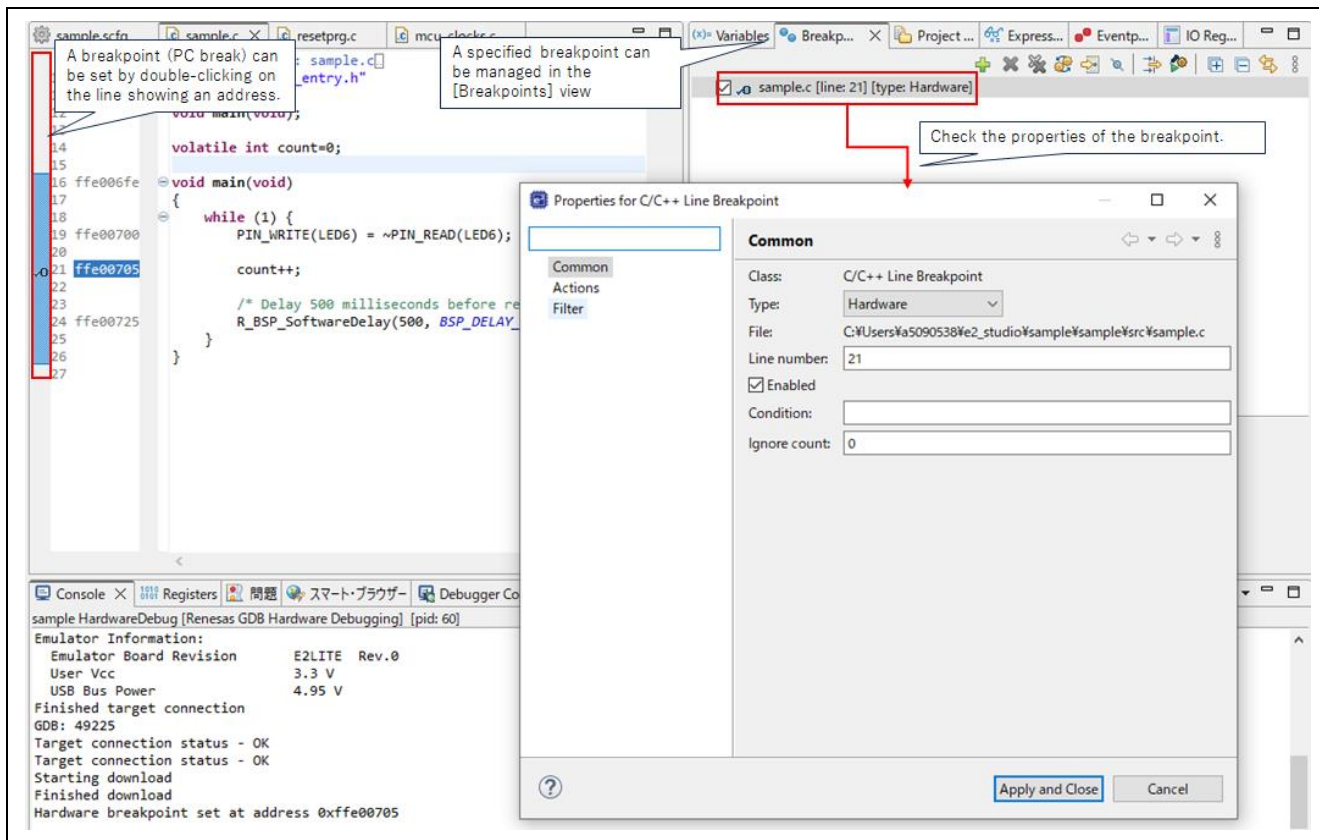 sample.scfg
sample.c
resetprg.c
mcu_clocks.c
A breakpoint (PC break) can
be set by double-clicking on
the line showing an address.
: sample.c
_entry.h"
12 void main(void);
13
14 volatile int count=0;
15
16 ffe006fe void main(void)
17 {
18 while (1) {
19 ffe00700 PIN_WRITE(LED6) = ~PIN_READ(LED6);
20
21 ffe00705 count++;
22
23 /* Delay 500 milliseconds before re
24 ffe00725 R_BSP_SoftwareDelay(500, BSP_DELAY_
25 }
26 }
27
A specified breakpoint can
be managed in the
[Breakpoints] view
(x)= Variables
Breakp...
Project ...
Express...
Eventp...
IO Reg...
sample.c [line: 21] [type: Hardware]
Check the properties of the breakpoint.
Properties for C/C++ Line Breakpoint
Common
Actions
Filter
Common
Class: C/C++ Line Breakpoint
Type: Hardware
File: C:¥Users¥a5090538¥e2_studio¥sample¥sample¥src¥sample.c
Line number: 21
Enabled
Condition:
Ignore count: 0
Apply and Close
Cancel
Console
Registers
問題
スマート・ブラウザー
Debugger Co
sample HardwareDebug [Renesas GDB Hardware Debugging] [pid: 60]
Emulator Information:
Emulator Board Revision E2LITE Rev.0
User Vcc 3.3 V
USB Bus Power 4.95 V
Finished target connection
GDB: 49225
Target connection status - OK
Target connection status - OK
Starting download
Finished download
Hardware breakpoint set at address 0xffe00705